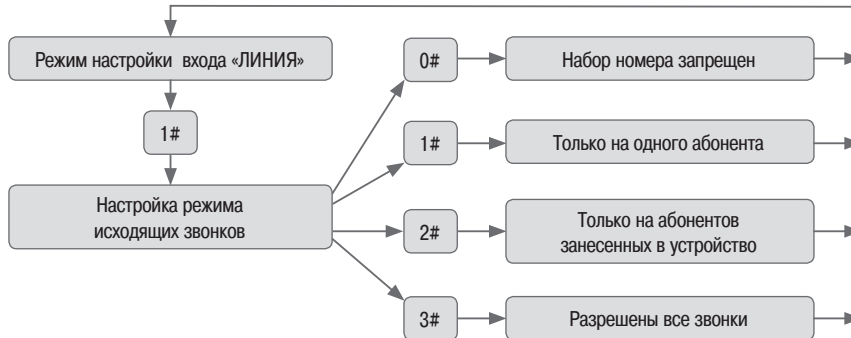 Режим настройки входа «ЛИНИЯ»
1#
Настройка режима
исходящих звонков
0#
Набор номера запрещен
1#
Только на одного абонента
2#
Только на абонентов
занесенных в устройство
3#
Разрешены все звонки